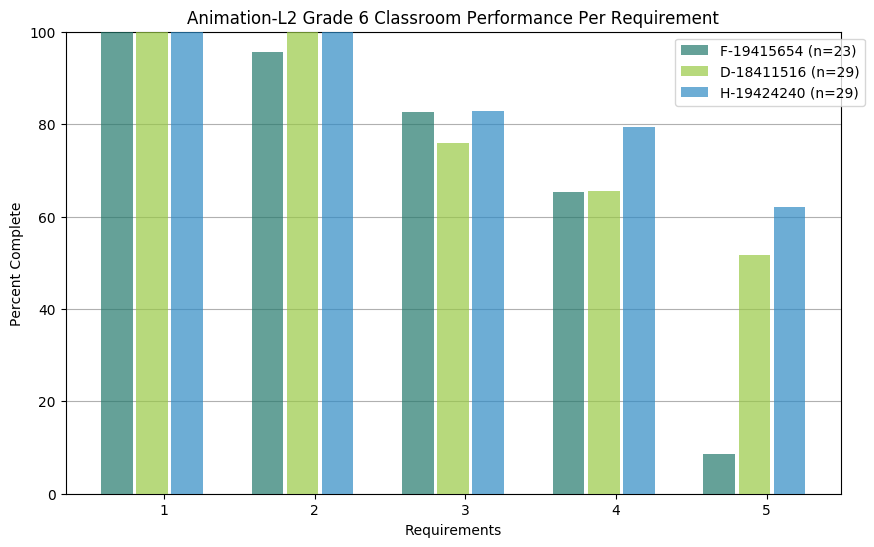 Animation-L2 Grade 6 Classroom Performance Per Requirement
F-19415654 (n=23)
D-18411516 (n=29)
H-19424240 (n=29)
Percent Complete
100
80
60
40
20
0
1 2 3 4 5
Requirements